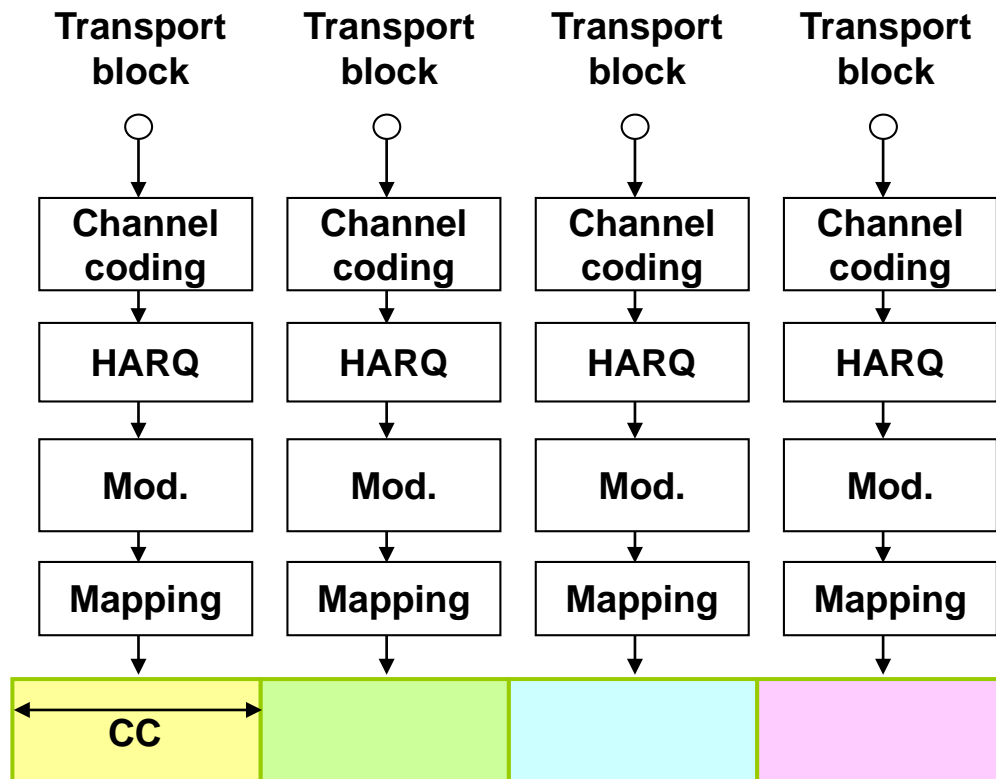 Transport
block
Transport
block
Transport
block
Transport
block
Channel
coding
Channel
coding
Channel
coding
Channel
coding
HARQ
HARQ
HARQ
HARQ
Mod.
Mod.
Mod.
Mod.
Mapping
Mapping
Mapping
Mapping
CC